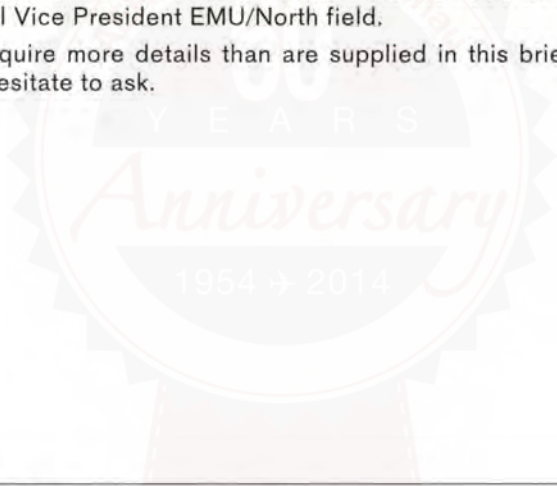 l Vice President EMU/North field.
quire more details than are supplied in this brie
esitate to ask.
60
YEARS
Anniversary
1954 → 2014